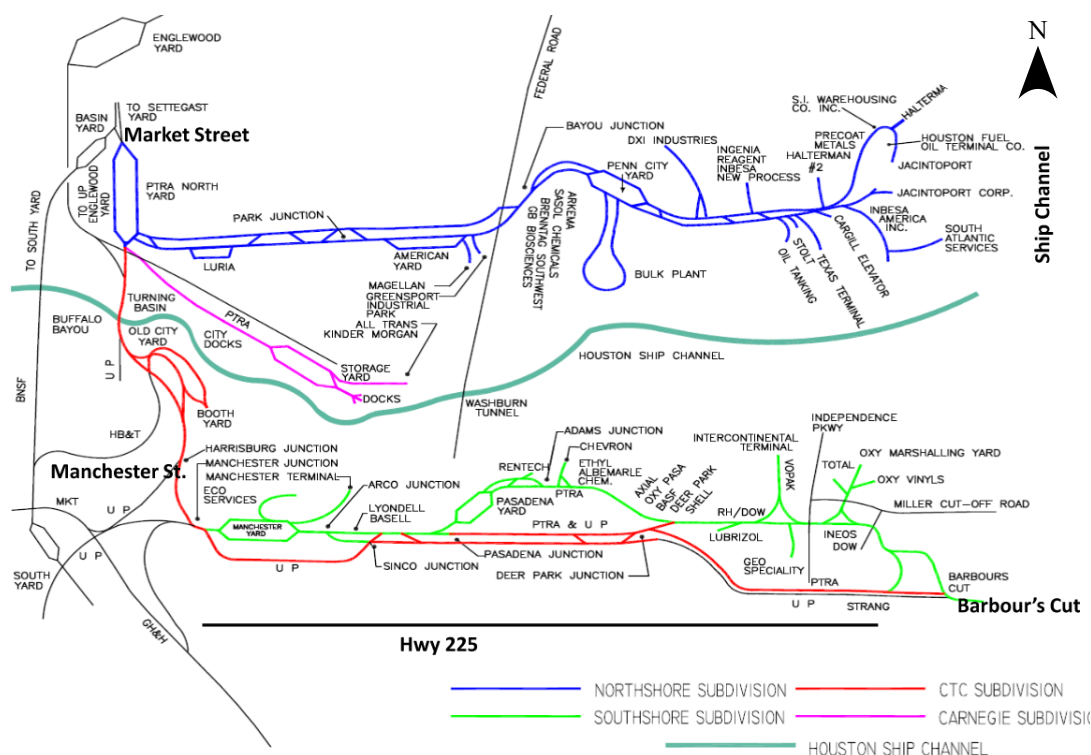 ENGLEWOOD
YARD
N
TO SETTEGAST
YARD
BASIN
YARD
Market Street
TO UP
ENGLEWOOD
YARD
PTRA NORTH
YARD
TO SOUTH YARD
FEDERAL ROAD
BAYOU JUNCTION
DXI INDUSTRIES
PENN CITY
YARD
S.I. WAREHOUSING
CO. INC.
HALTERMA
PRECOAT
METALS
HALTERMAN
#2
HOUSTON FUEL
OIL TERMINAL CO.
JACINTOPORT
INGENIA
REAGENT
INBESA
NEW PROCESS
JACINTOPORT CORP.
INBESA
AMERICA
INC.
SOUTH
ATLANTIC
SERVICES
Ship Channel
PARK JUNCTION
LURIA
AMERICAN
YARD
ARKEMA
SASOL CHEMICALS
BRENNTAG SOUTHWEST
GB BIOSCIENCES
BULK PLANT
OIL TANKING
STOLT
TEXAS TERMINAL
CARGILL ELEVATOR
MAGELLAN
GREENSPORT
INDUSTRIAL
PARK
ALL TRANS
KINDER MORGAN
TURNING
BASIN
BUFFALO
BAYOU
OLD CITY
YARD
CITY
DOCKS
PTRA
STORAGE
YARD
DOCKS
HOUSTON SHIP CHANNEL
WASHBURN
TUNNEL
U P
BNSF
BOOTH
YARD
HB&T
HARRISBURG JUNCTION
Manchester St.
MANCHESTER JUNCTION
MANCHESTER TERMINAL
ECO
SERVICES
ARCO JUNCTION
ADAMS JUNCTION
CHEVRON
RENTECH
ETHYL
ALBEMARLE
CHEM.
PTRA
AXIAL
OXY PASA
BASF
DEER PARK
SHELL
INTERCONTINENTAL
TERMINAL
VOPAK
INDEPENDENCE
PKWY
OXY MARSHALLING YARD
TOTAL
OXY VINYLS
MILLER CUT-OFF ROAD
MKT
U P
LYONDELL
BASELL
PASADENA
YARD
MANCHESTER
YARD
PTRA & UP
RH/DOW
LUBRIZOL
INEOS
DOW
U P
U P
SINCO JUNCTION
PASADENA JUNCTION
DEER PARK JUNCTION
GEO
SPECIALITY
PTRA
U P
STRANG
BARBOURS
CUT
Barbour's Cut
SOUTH
YARD
GH&H
Hwy 225
NORTHSHORE SUBDIVISION
CTC SUBDIVISION
SOUTHSHORE SUBDIVISION
CARNEGIE SUBDIVIS
HOUSTON SHIP CHANNEL